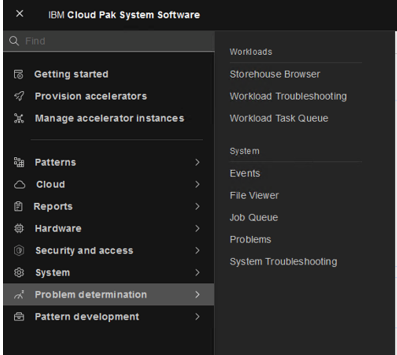 IBM Cloud Pak System Software
Find
Getting started
Provision accelerators
Manage accelerator instances
Patterns
Cloud
Reports
Hardware
Security and access
System
Problem determination
Pattern development
Workloads
Storehouse Browser
Workload Troubleshooting
Workload Task Queue
System
Events
File Viewer
Job Queue
Problems
System Troubleshooting